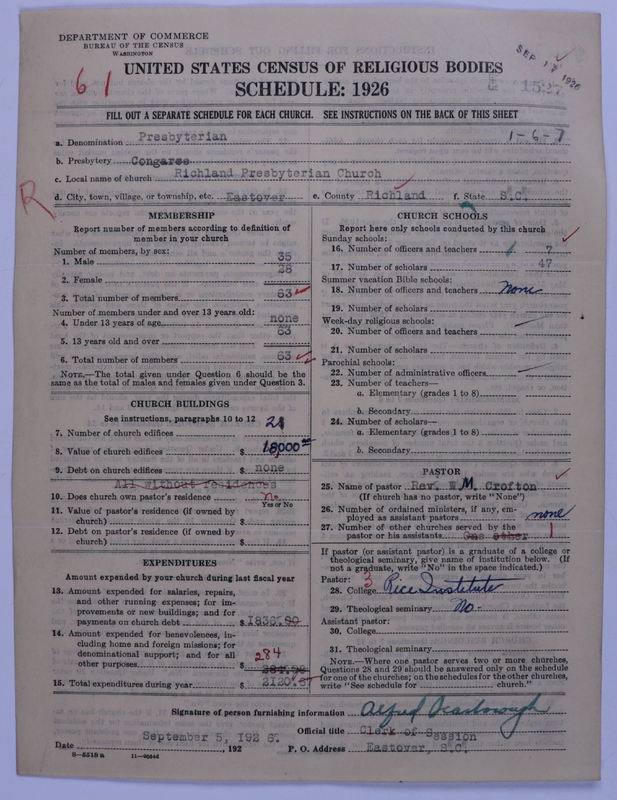 DEPARTMENT OF COMMERCE
BUREAU OF THE CENSUS
WASHINGTON
SEP 17 1926
1527
61
UNITED STATES CENSUS OF RELIGIOUS BODIES
SCHEDULE: 1926
FILL OUT A SEPARATE SCHEDULE FOR EACH CHURCH. SEE INSTRUCTIONS ON THE BACK OF THIS SHEET
1-6-7
a. Denomination Presbyterian
b. Presbytery Congaree
c. Local name of church Richland Presbyterian Church
R
d. City, town, village, or township, etc. Eastover e. County Richland f. State S.C.
MEMBERSHIP
Report number of members according to definition of
member in your church
Number of members, by sex:
1. Male 35
2. Female 28
3. Total number of members 63
Number of members under and over 13 years old:
4. Under 13 years of age none
5. 13 years old and over 63
6. Total number of members 63
NOTE.—The total given under Question 6 should be the
same as the total of males and females given under Question 3.
CHURCH BUILDINGS
See instructions, paragraphs 10 to 12
7. Number of church edifices
8. Value of church edifices $ 18,000
9. Debt on church edifices $ none
All without residences
10. Does church own pastor's residence no
Yes or No
11. Value of pastor's residence (if owned by
church) $
12. Debt on pastor's residence (if owned by
church) $
EXPENDITURES
Amount expended by your church during last fiscal year
13. Amount expended for salaries, repairs,
and other running expenses; for im-
provements or new buildings; and for
payments on church debt $ 1836.90
14. Amount expended for benevolences, in-
cluding home and foreign missions; for
denominational support; and for all
other purposes $ 284
15. Total expenditures during year $
CHURCH SCHOOLS
Report here only schools conducted by this church
Sunday schools:
16. Number of officers and teachers 7
17. Number of scholars 47
Summer vacation Bible schools:
18. Number of officers and teachers none
19. Number of scholars
Week-day religious schools:
20. Number of officers and teachers
21. Number of scholars
Parochial schools:
22. Number of administrative officers
23. Number of teachers—
a. Elementary (grades 1 to 8)
b. Secondary
24. Number of scholars—
a. Elementary (grades 1 to 8)
b. Secondary
PASTOR
25. Name of pastor Rev. W.M. Crofton
(If church has no pastor, write "None")
26. Number of ordained ministers, if any, em-
ployed as assistant pastors none
27. Number of other churches served by the
pastor or his assistants One other 1
If pastor (or assistant pastor) is a graduate of a college or
theological seminary, give name of institution below. (If
not a graduate, write "No" in the space indicated.)
Pastor: 3
28. College Rice Institute
29. Theological seminary No-
Assistant pastor:
30. College
31. Theological seminary
NOTE.—Where one pastor serves two or more churches,
Questions 28 and 29 should be answered only on the schedule
for one of the churches; on the schedules for the other churches,
write "See schedule for church."
Signature of person furnishing information Alfred Scarborough
Official title Clerk of Session
Date September 5, 1926. , 192 P. O. Address Eastover, S.C.
8—5518a 11—9084d